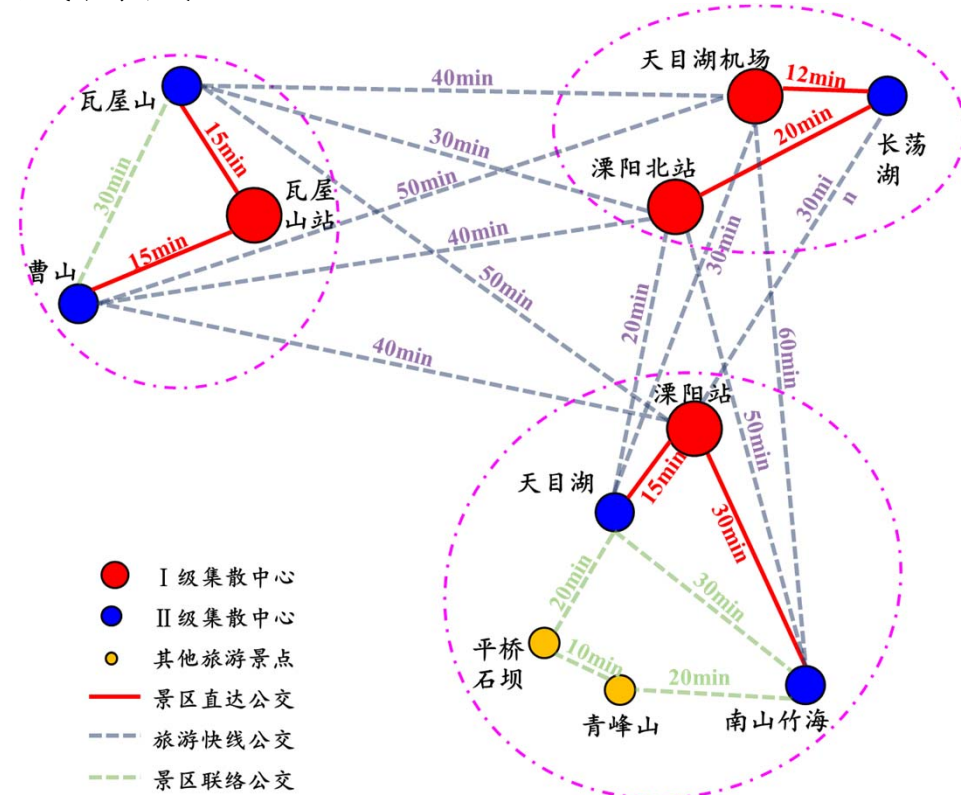 天目湖机场
12min
40min
瓦屋山
20min
长荡
湖
15min
30min
溧阳北站
30min
瓦屋
山站
50min
30mi
n
40min
30min
15min
曹山
50min
20min
40min
60min
溧阳站
50min
天目湖
15min
30min
20min
30min
平桥
石坝
10min
20min
青峰山
南山竹海
Ⅰ级集散中心
Ⅱ级集散中心
其他旅游景点
景区直达公交
旅游快线公交
景区联络公交